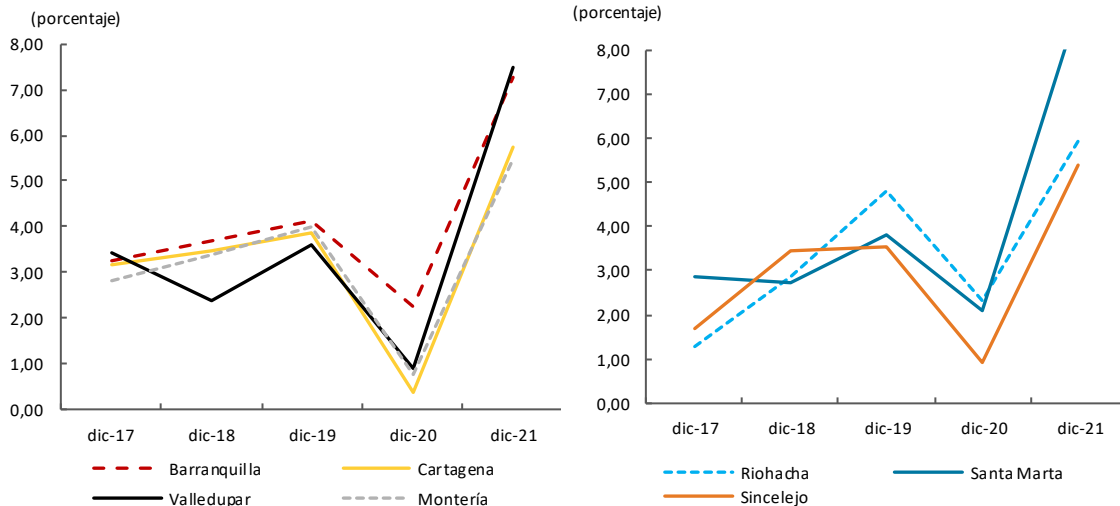 (porcentaje)
8,00
7,00
6,00
5,00
4,00
3,00
2,00
1,00
0,00
dic-17 dic-18 dic-19 dic-20 dic-21
Barranquilla Cartagena
Valledupar Montería
(porcentaje)
8,00
7,00
6,00
5,00
4,00
3,00
2,00
1,00
0,00
dic-17 dic-18 dic-19 dic-20 dic-21
Riohacha Santa Marta
Sincelejo